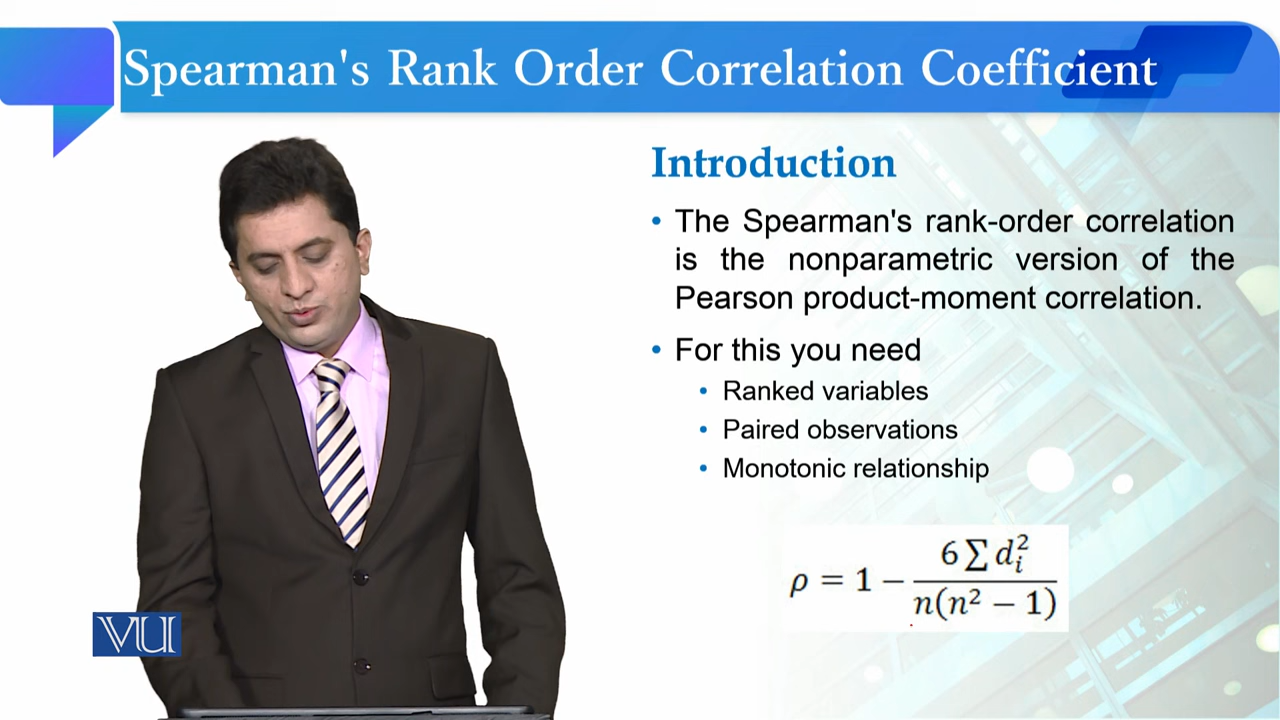 Spearman's Rank Order Correlation Coefficient
Introduction
• The Spearman's rank-order correlation
is the nonparametric version of the
Pearson product-moment correlation.
• For this you need
• Ranked variables
• Paired observations
• Monotonic relationship
ρ = 1 − 6 ∑ dᵢ² / n(n² − 1)
VU